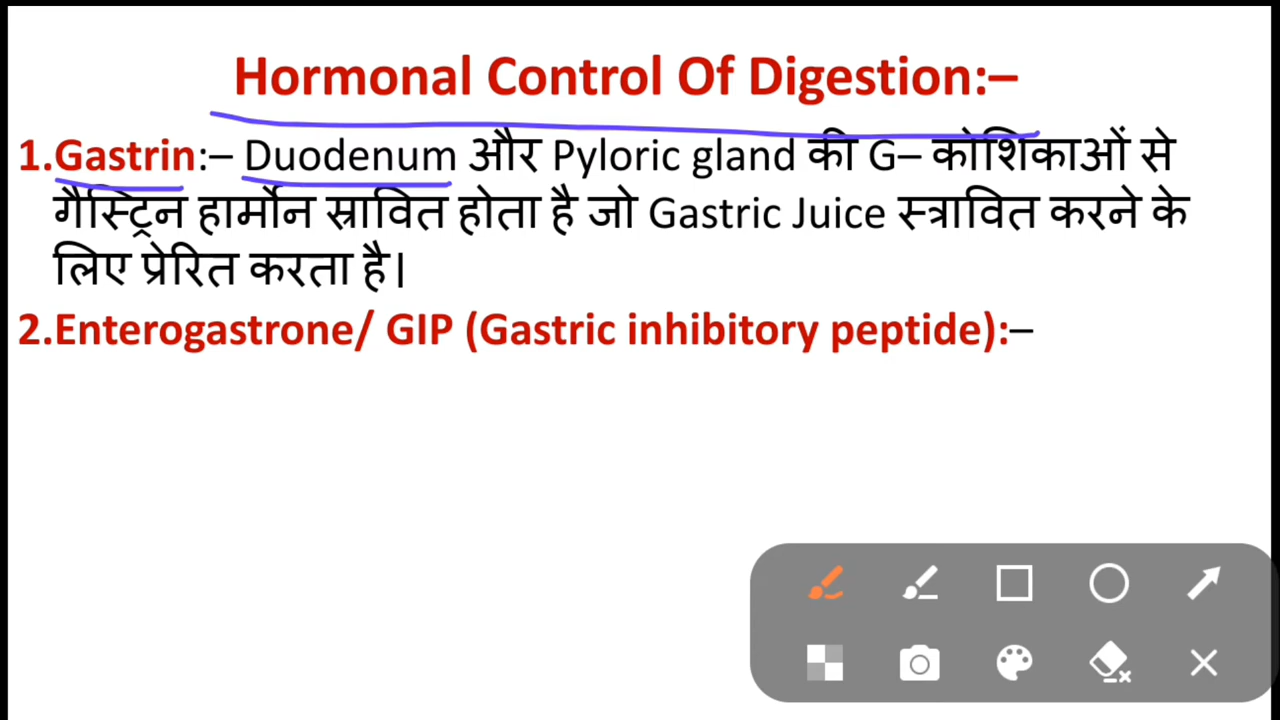 Hormonal Control Of Digestion:–
1.Gastrin:– Duodenum और Pyloric gland की G– कोशिकाओं से
गैस्ट्रिन हार्मोन स्रावित होता है जो Gastric Juice स्त्रावित करने के
लिए प्रेरित करता है।
2.Enterogastrone/ GIP (Gastric inhibitory peptide):–